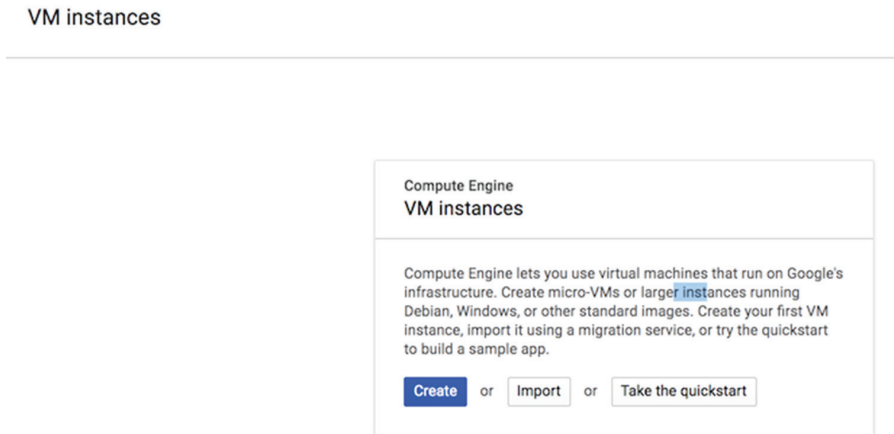 VM instances
Compute Engine
VM instances
Compute Engine lets you use virtual machines that run on Google's
infrastructure. Create micro-VMs or larger instances running
Debian, Windows, or other standard images. Create your first VM
instance, import it using a migration service, or try the quickstart
to build a sample app.
Create or Import or Take the quickstart